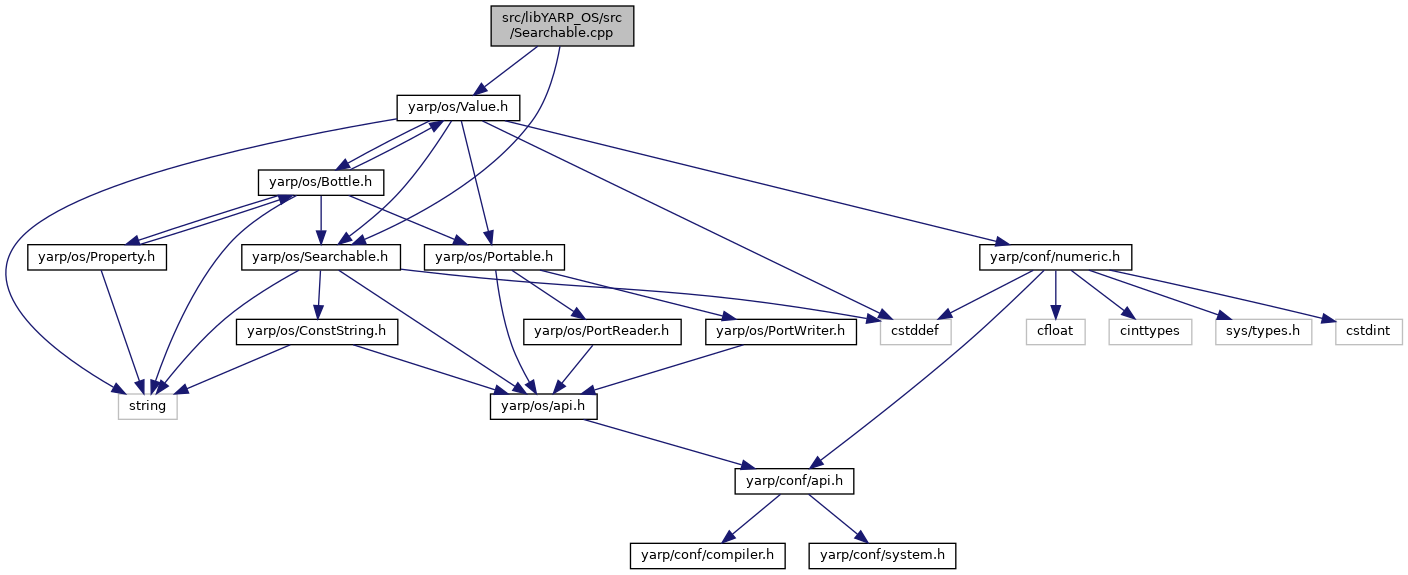 src/libYARP_OS/src
/Searchable.cpp
yarp/os/Value.h
yarp/os/Bottle.h
yarp/os/Property.h
yarp/os/Searchable.h
yarp/os/Portable.h
yarp/conf/numeric.h
yarp/os/ConstString.h
yarp/os/PortReader.h
yarp/os/PortWriter.h
cstddef
cfloat
cinttypes
sys/types.h
cstdint
string
yarp/os/api.h
yarp/conf/api.h
yarp/conf/compiler.h
yarp/conf/system.h